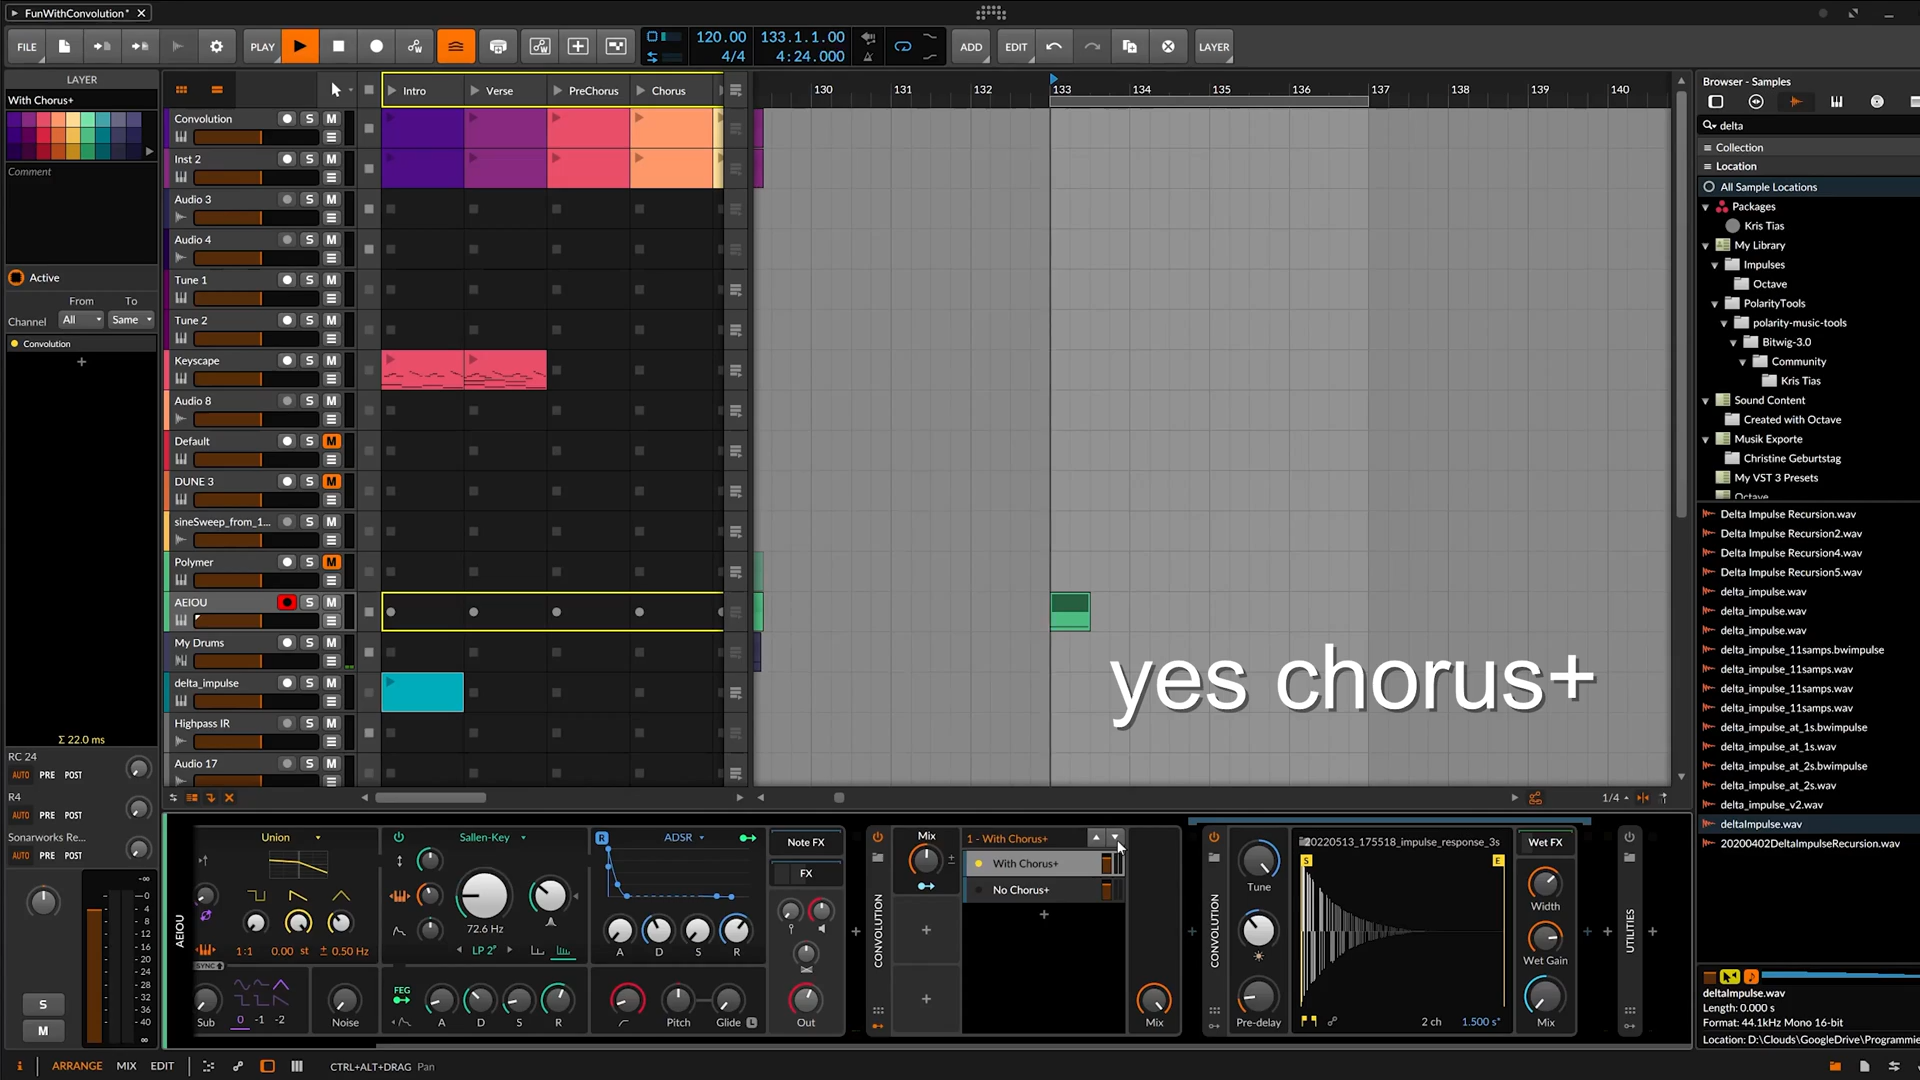 FunWithConvolution*
FILE
PLAY
120.00
4/4
133.1.1.00
4:24.000
ADD
EDIT
LAYER
LAYER
With Chorus+
Comment
Active
From To
Channel All Same
Convolution
Σ 22.0 ms
RC 24
AUTO PRE POST
R4
AUTO PRE POST
Sonarworks Re...
AUTO PRE POST
S
M
Intro
Verse
PreChorus
Chorus
130 131 132 133 134 135 136 137 138 139 140
Convolution S M
Inst 2 S M
Audio 3 S M
Audio 4 S M
Tune 1 S M
Tune 2 S M
Keyscape S M
Audio 8 S M
Default S M
DUNE 3 S M
sineSweep_from_1... S M
Polymer S M
AEIOU S M
My Drums S M
delta_impulse S M
Highpass IR S M
Audio 17 S M
yes chorus+
1/4
Browser - Samples
delta
Collection
Location
All Sample Locations
Packages
Kris Tias
My Library
Impulses
Octave
PolarityTools
polarity-music-tools
Bitwig-3.0
Community
Kris Tias
Sound Content
Created with Octave
Musik Exporte
Christine Geburtstag
My VST 3 Presets
Octave
Delta Impulse Recursion.wav
Delta Impulse Recursion2.wav
Delta Impulse Recursion4.wav
Delta Impulse Recursion5.wav
delta_impulse.wav
delta_impulse.wav
delta_impulse.wav
delta_impulse_11samps.bwimpulse
delta_impulse_11samps.wav
delta_impulse_11samps.wav
delta_impulse_11samps.wav
delta_impulse_at_1s.bwimpulse
delta_impulse_at_1s.wav
delta_impulse_at_2s.bwimpulse
delta_impulse_at_2s.wav
delta_impulse_v2.wav
deltaImpulse.wav
20200402DeltaImpulseRecursion.wav
deltaImpulse.wav
Length: 0.000 s
Format: 44.1kHz Mono 16-bit
Location: D:\Clouds\GoogleDrive\Programmie
AEIOU
Union
1:1 0.00 st ± 0.50 Hz
SYNC
Sub 0 -1 -2
Noise
Sallen-Key
72.6 Hz
LP 2°
FEG
A D S R
R ADSR
A D S R
Pitch Glide L
Note FX
FX
Out
CONVOLUTION
Mix
1 - With Chorus+
With Chorus+
No Chorus+
Mix
CONVOLUTION
Tune
Pre-delay
20220513_175518_impulse_response_3s
S E
2 ch 1.500 s*
Wet FX
Width
Wet Gain
Mix
UTILITIES
ARRANGE MIX EDIT
CTRL+ALT+DRAG Pan